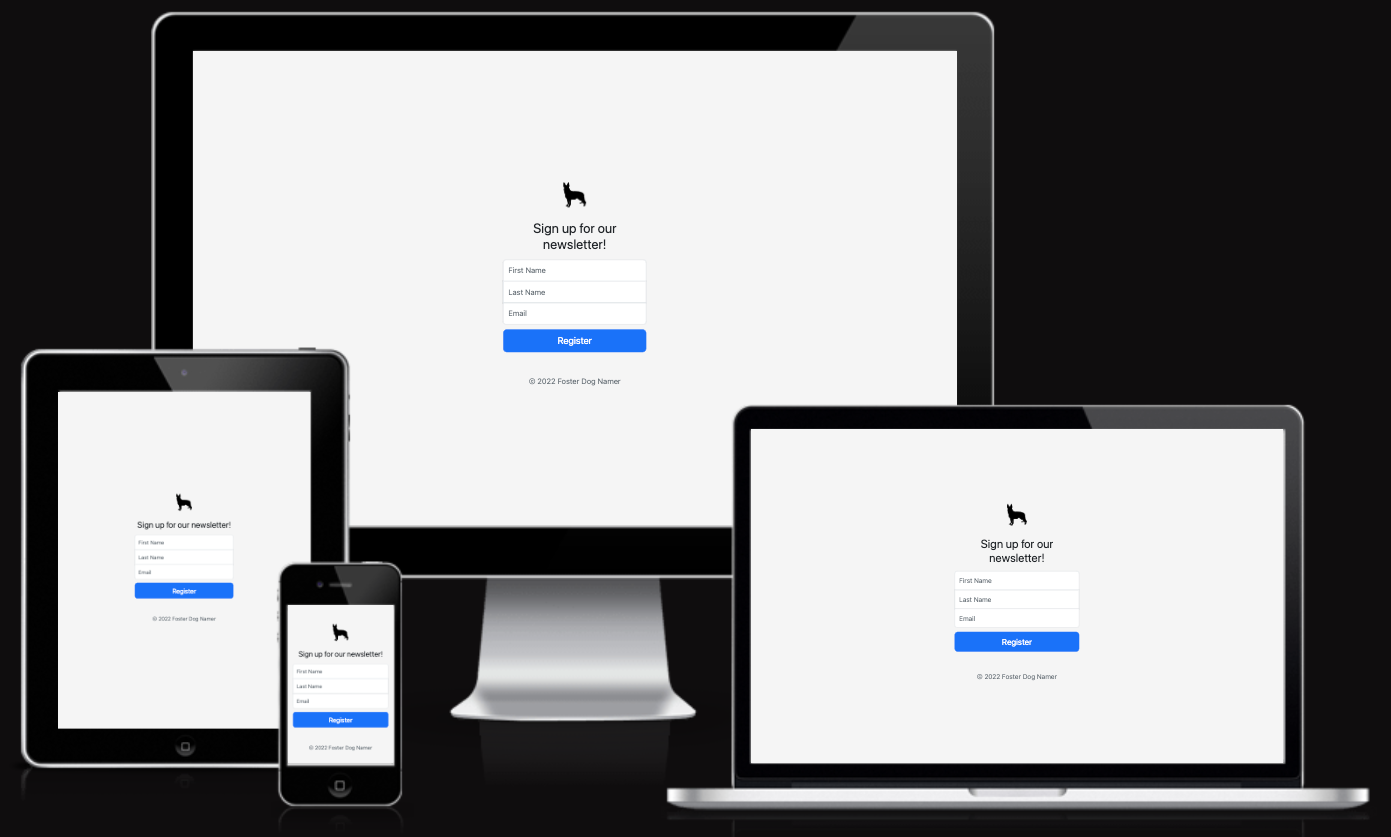 Sign up for our
newsletter!
First Name
Last Name
Email
Register
© 2022 Foster Dog Namer
Sign up for our newsletter!
First Name
Last Name
Email
Register
© 2022 Foster Dog Namer
Sign up for our newsletter!
First Name
Last Name
Email
Register
© 2022 Foster Dog Namer
Sign up for our
newsletter!
First Name
Last Name
Email
Register
© 2022 Foster Dog Namer